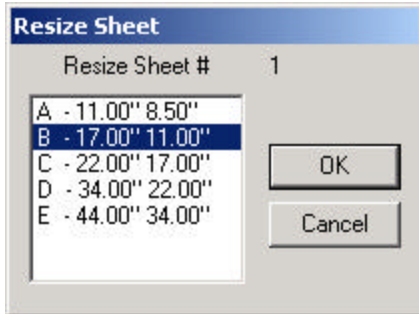 Resize Sheet
Resize Sheet # 1
A - 11.00" 8.50"
B - 17.00" 11.00"
C - 22.00" 17.00"
D - 34.00" 22.00"
E - 44.00" 34.00"
OK
Cancel